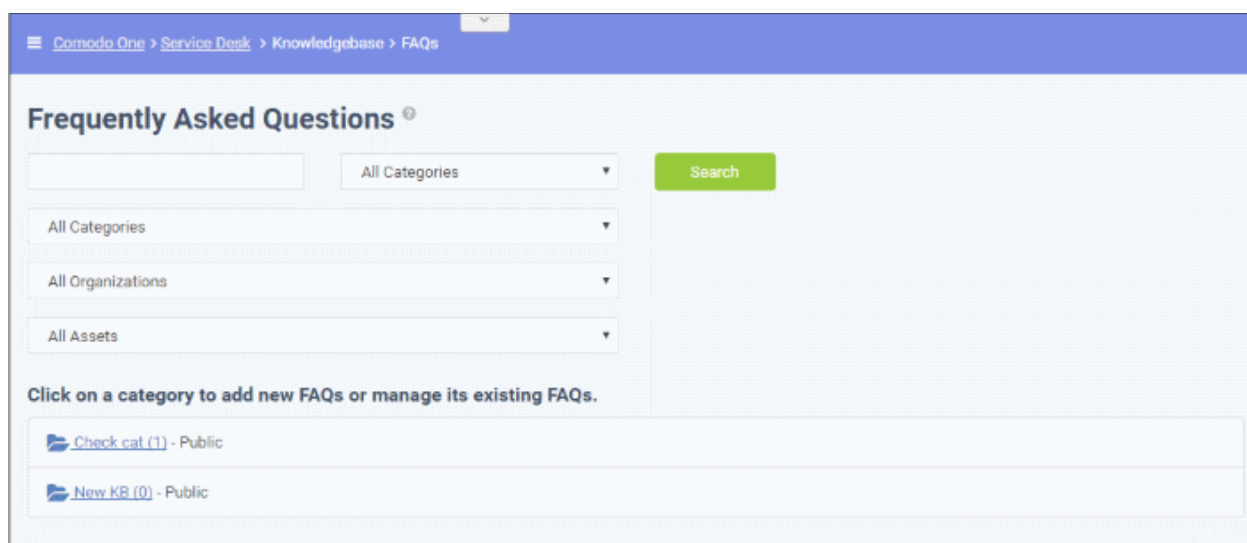 Comodo One > Service Desk > Knowledgebase > FAQs
Frequently Asked Questions
All Categories
Search
All Categories
All Organizations
All Assets
Click on a category to add new FAQs or manage its existing FAQs.
Check cat (1) - Public
New KB (0) - Public